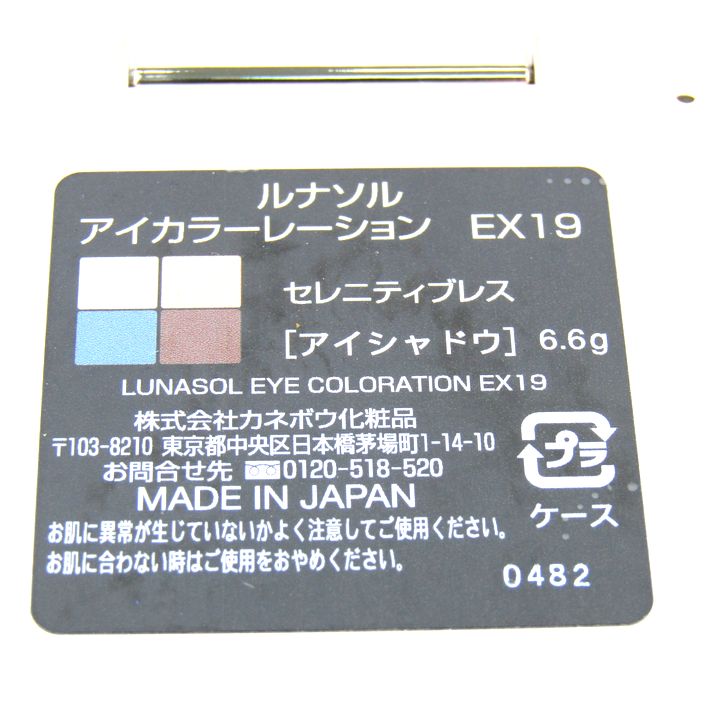 ルナソル
アイカラーレーション EX19
セレニティブレス
[アイシャドウ] 6.6g
LUNASOL EYE COLORATION EX19
株式会社カネボウ化粧品
〒103-8210 東京都中央区日本橋茅場町1-14-10
お問合せ先 0120-518-520
MADE IN JAPAN
お肌に異常が生じていないかよく注意してご使用ください。
お肌に合わない時はご使用をおやめください。
プラ
ケース
0482